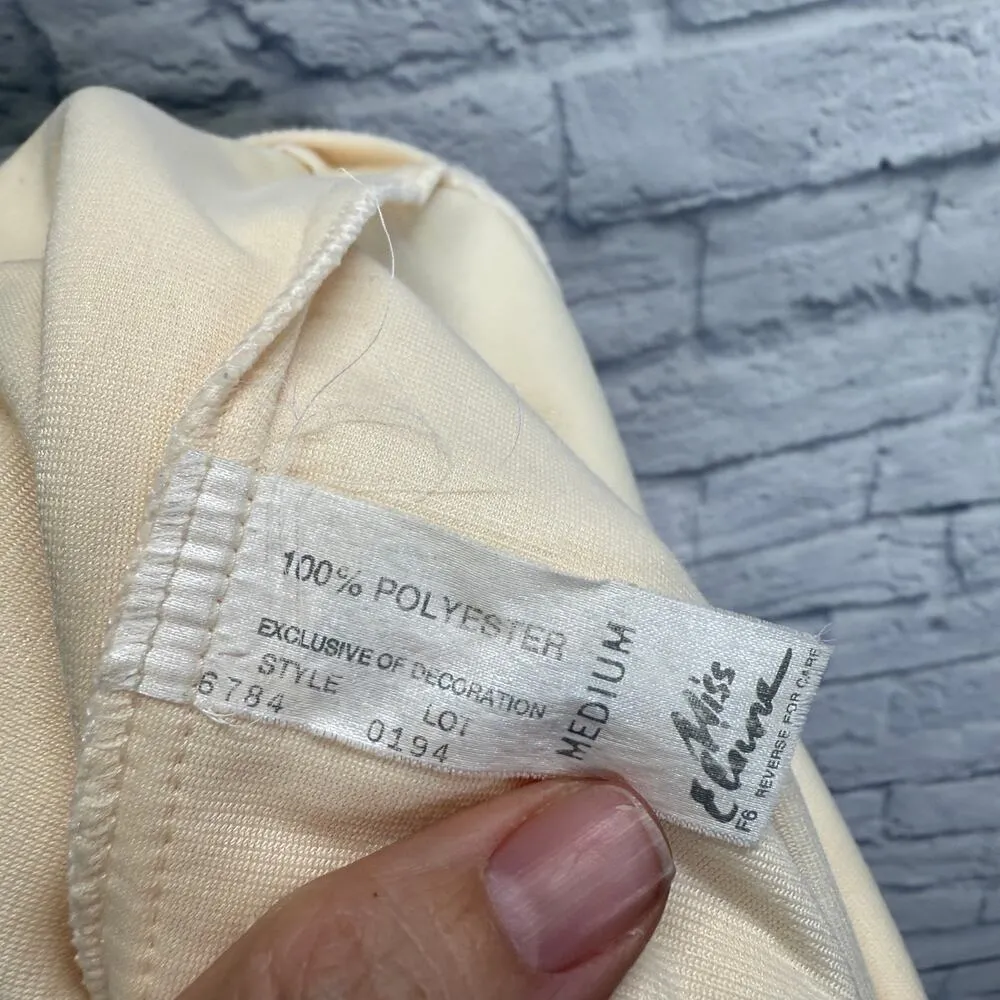 100% POLYESTER
EXCLUSIVE OF DECORATION
STYLE LOT
6784 0194
MEDIUM
Miss
Elaine
F6 REVERSE FOR CARE